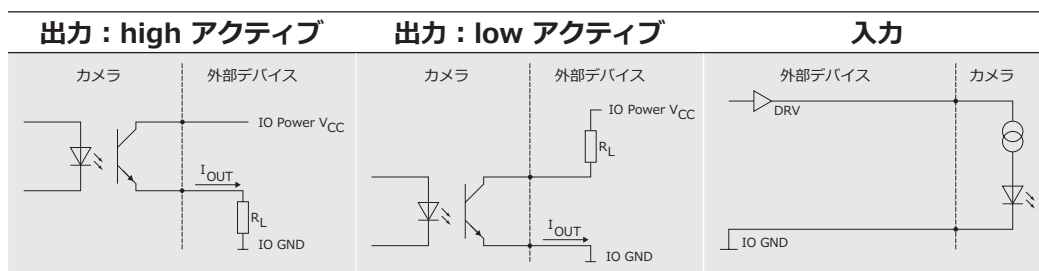 出力：high アクティブ
出力：low アクティブ
入力
カメラ
外部デバイス
IO Power VCC
IOUT
RL
IO GND
カメラ
外部デバイス
IO Power VCC
RL
IOUT
IO GND
外部デバイス
カメラ
DRV
IO GND